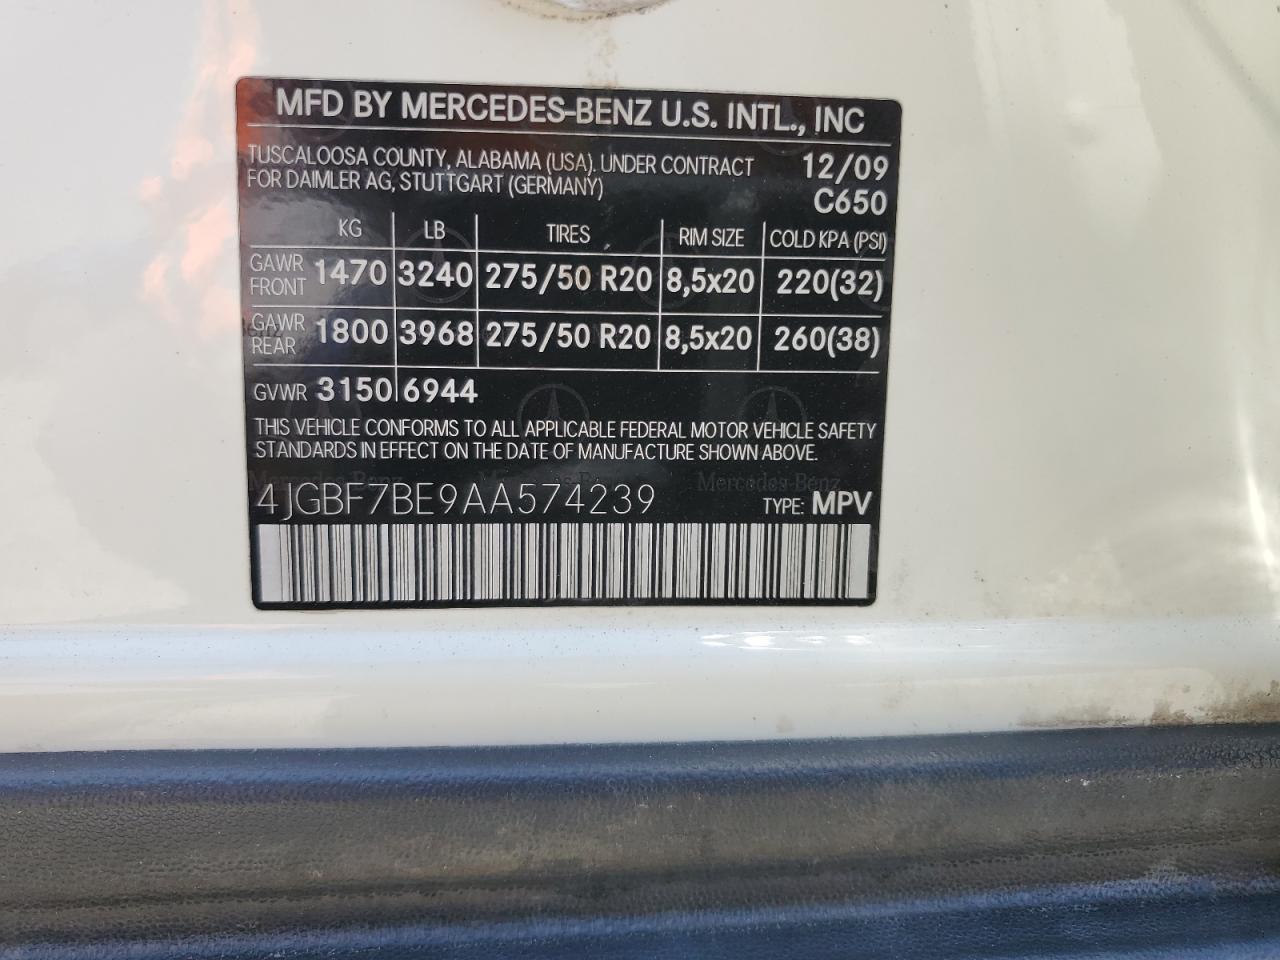 MFD BY MERCEDES-BENZ U.S. INTL., INC
TUSCALOOSA COUNTY, ALABAMA (USA). UNDER CONTRACT 12/09
FOR DAIMLER AG, STUTTGART (GERMANY) C650
KG LB TIRES RIM SIZE COLD KPA (PSI)
GAWR FRONT 1470 3240 275/50 R20 8,5x20 220(32)
GAWR REAR 1800 3968 275/50 R20 8,5x20 260(38)
GVWR 3150 6944
THIS VEHICLE CONFORMS TO ALL APPLICABLE FEDERAL MOTOR VEHICLE SAFETY
STANDARDS IN EFFECT ON THE DATE OF MANUFACTURE SHOWN ABOVE.
Mercedes-Benz Mercedes-Benz Mercedes-Benz
4JGBF7BE9AA574239 TYPE: MPV